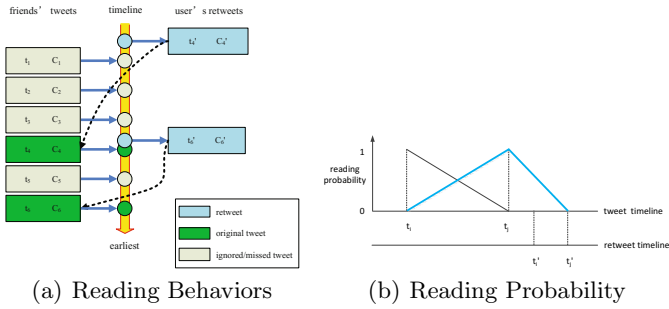 friends' tweets timeline user's retweets
t4' C4'
t1 C1
t2 C2
t3 C3
t6' C6'
t4 C4
t5 C5
t6 C6
retweet
original tweet
ignored/missed tweet
earliest
(a) Reading Behaviors
1
reading
probability
0
tweet timeline
ti tj
retweet timeline
ti' tj'
(b) Reading Probability